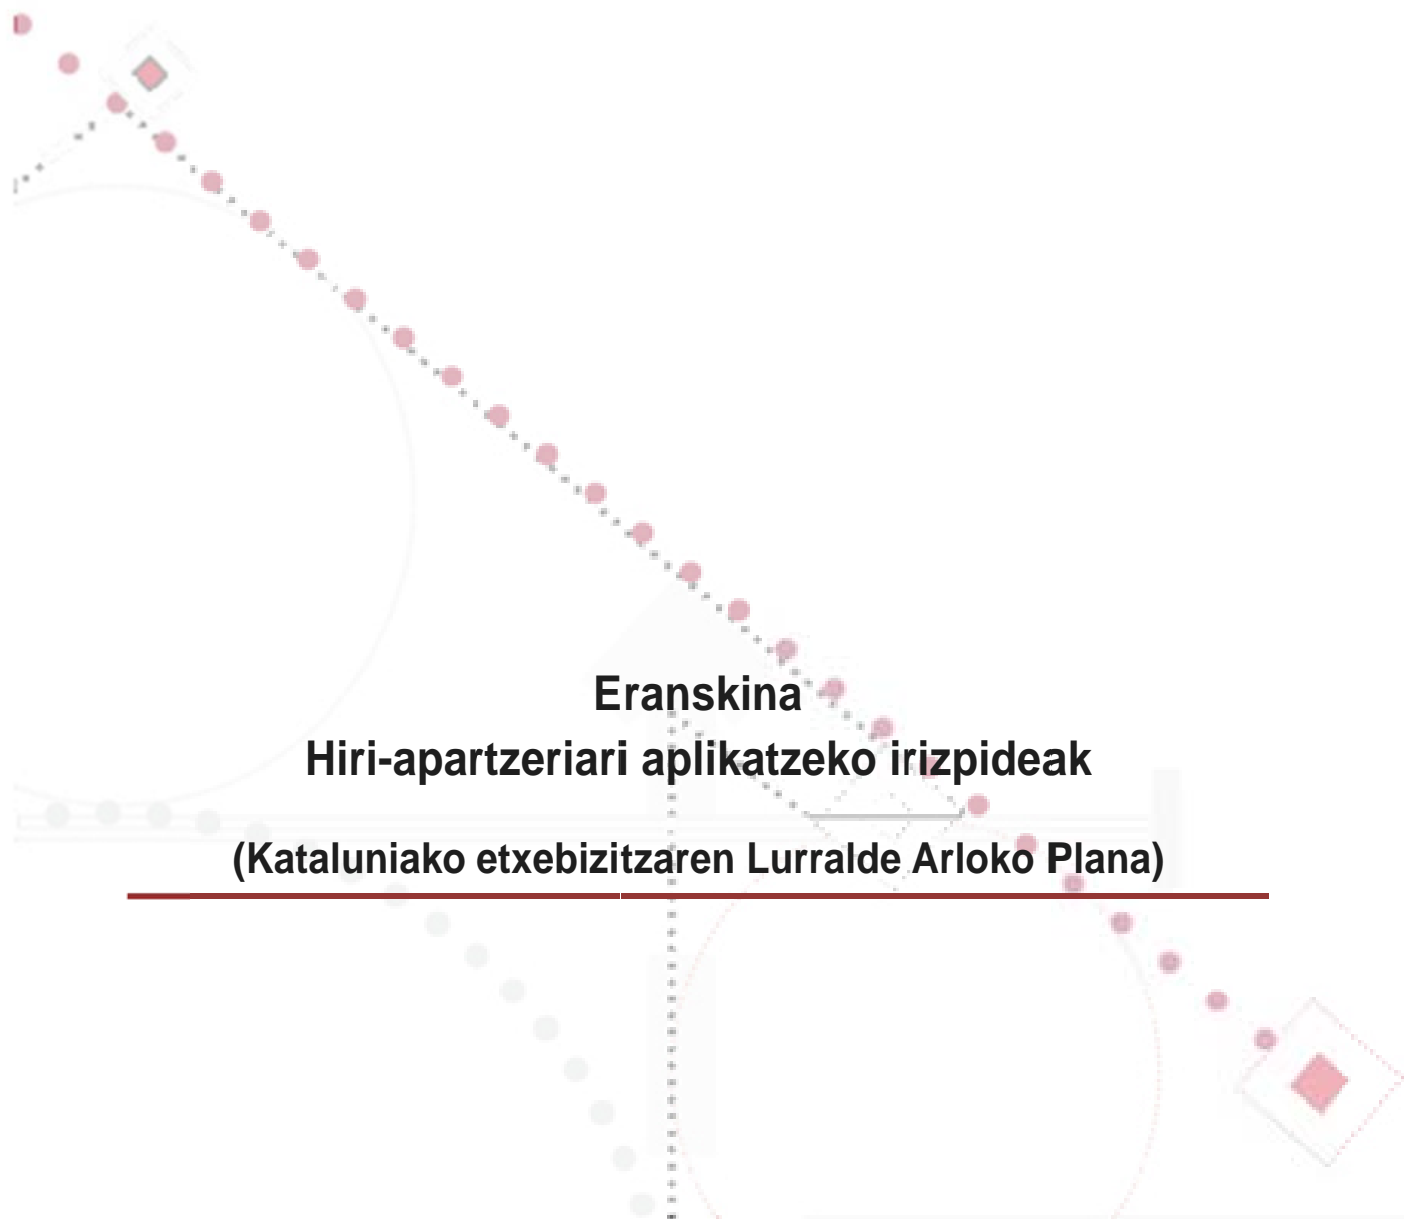 Eranskina
Hiri-apartzeriari aplikatzeko irizpideak
(Kataluniako etxebizitzaren Lurralde Arloko Plana)